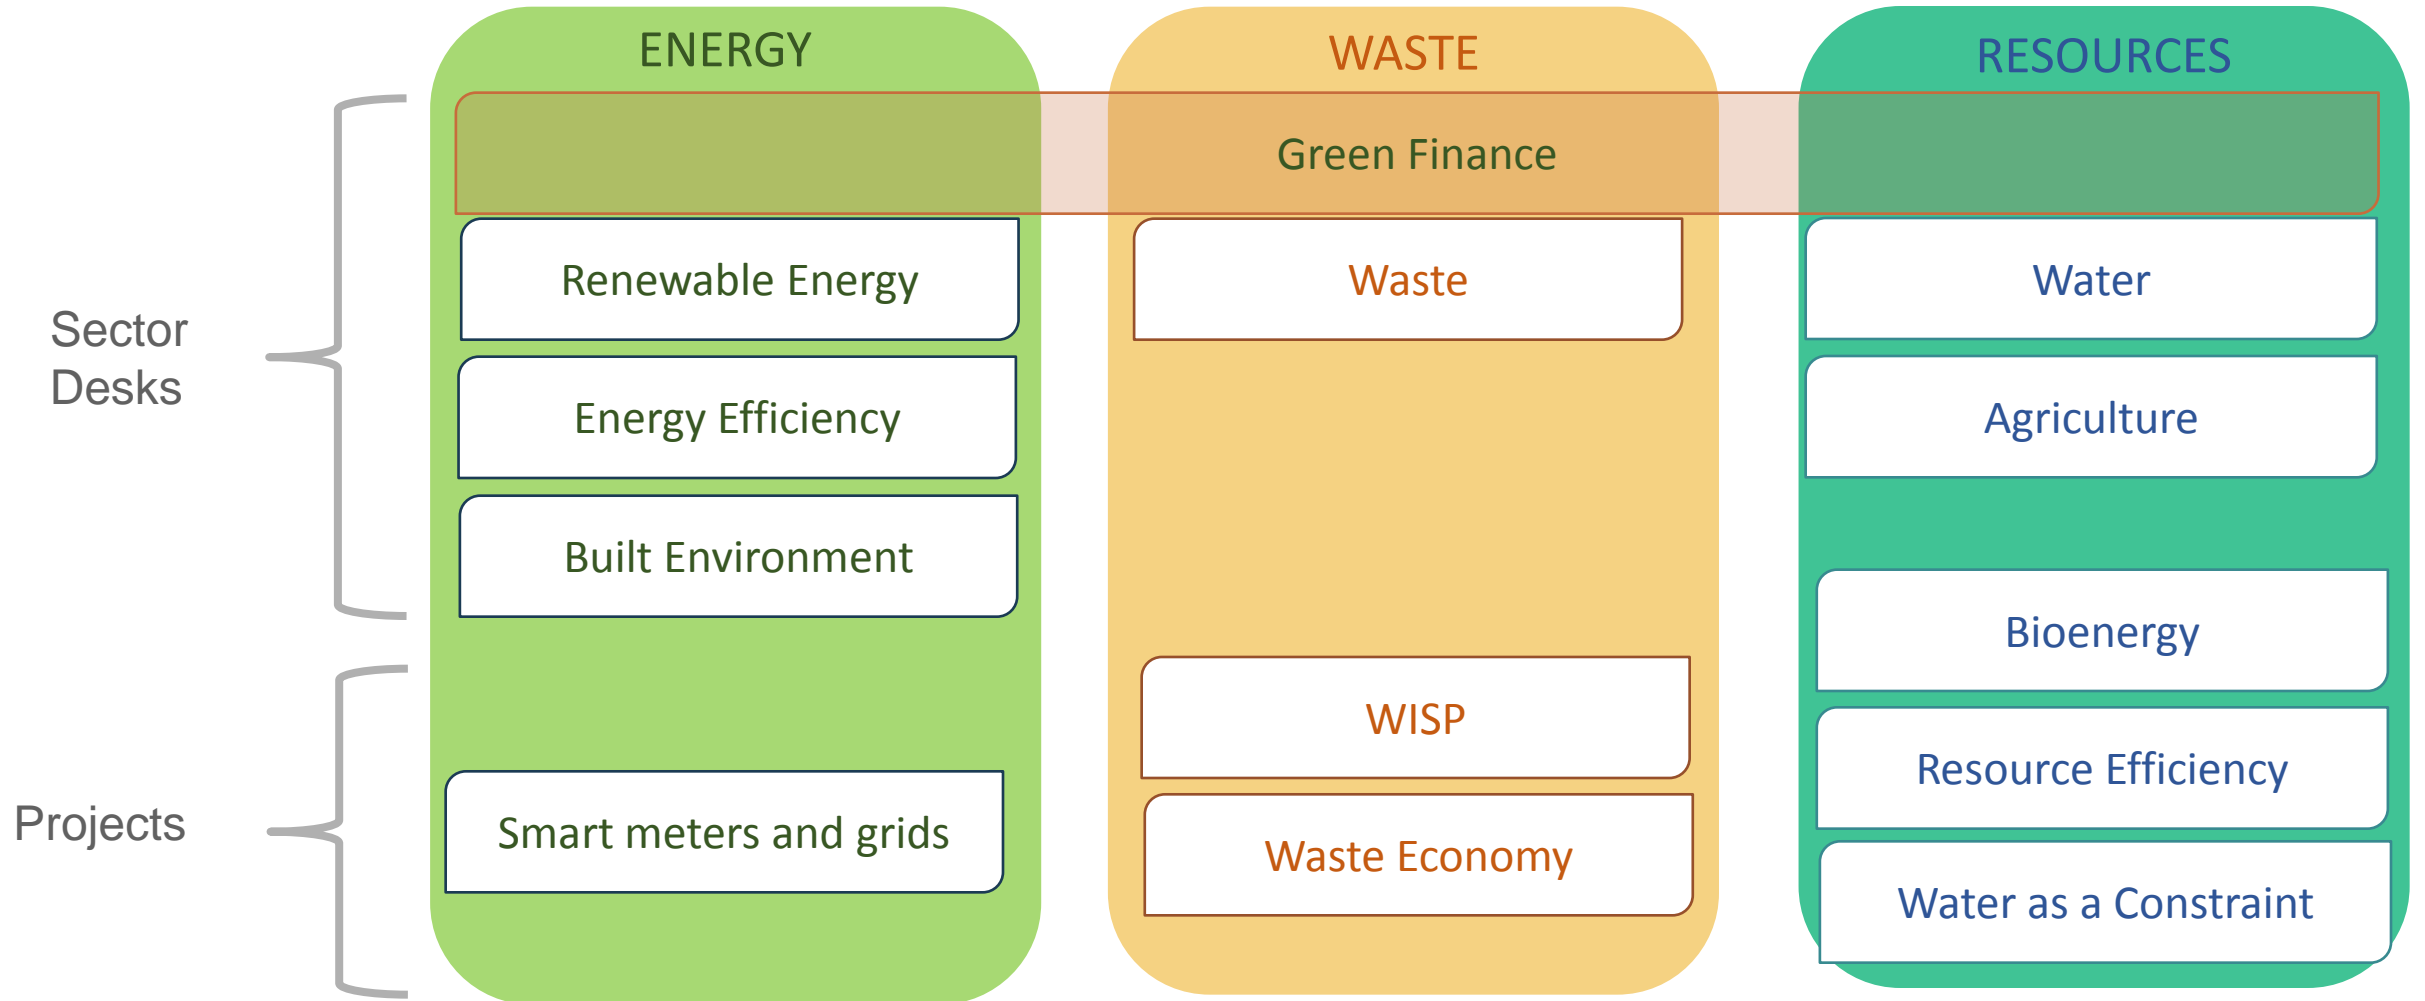 ENERGY
WASTE
RESOURCES
Green Finance
Sector
Desks
Renewable Energy
Waste
Water
Energy Efficiency
Agriculture
Built Environment
Projects
Bioenergy
WISP
Resource Efficiency
Smart meters and grids
Waste Economy
Water as a Constraint